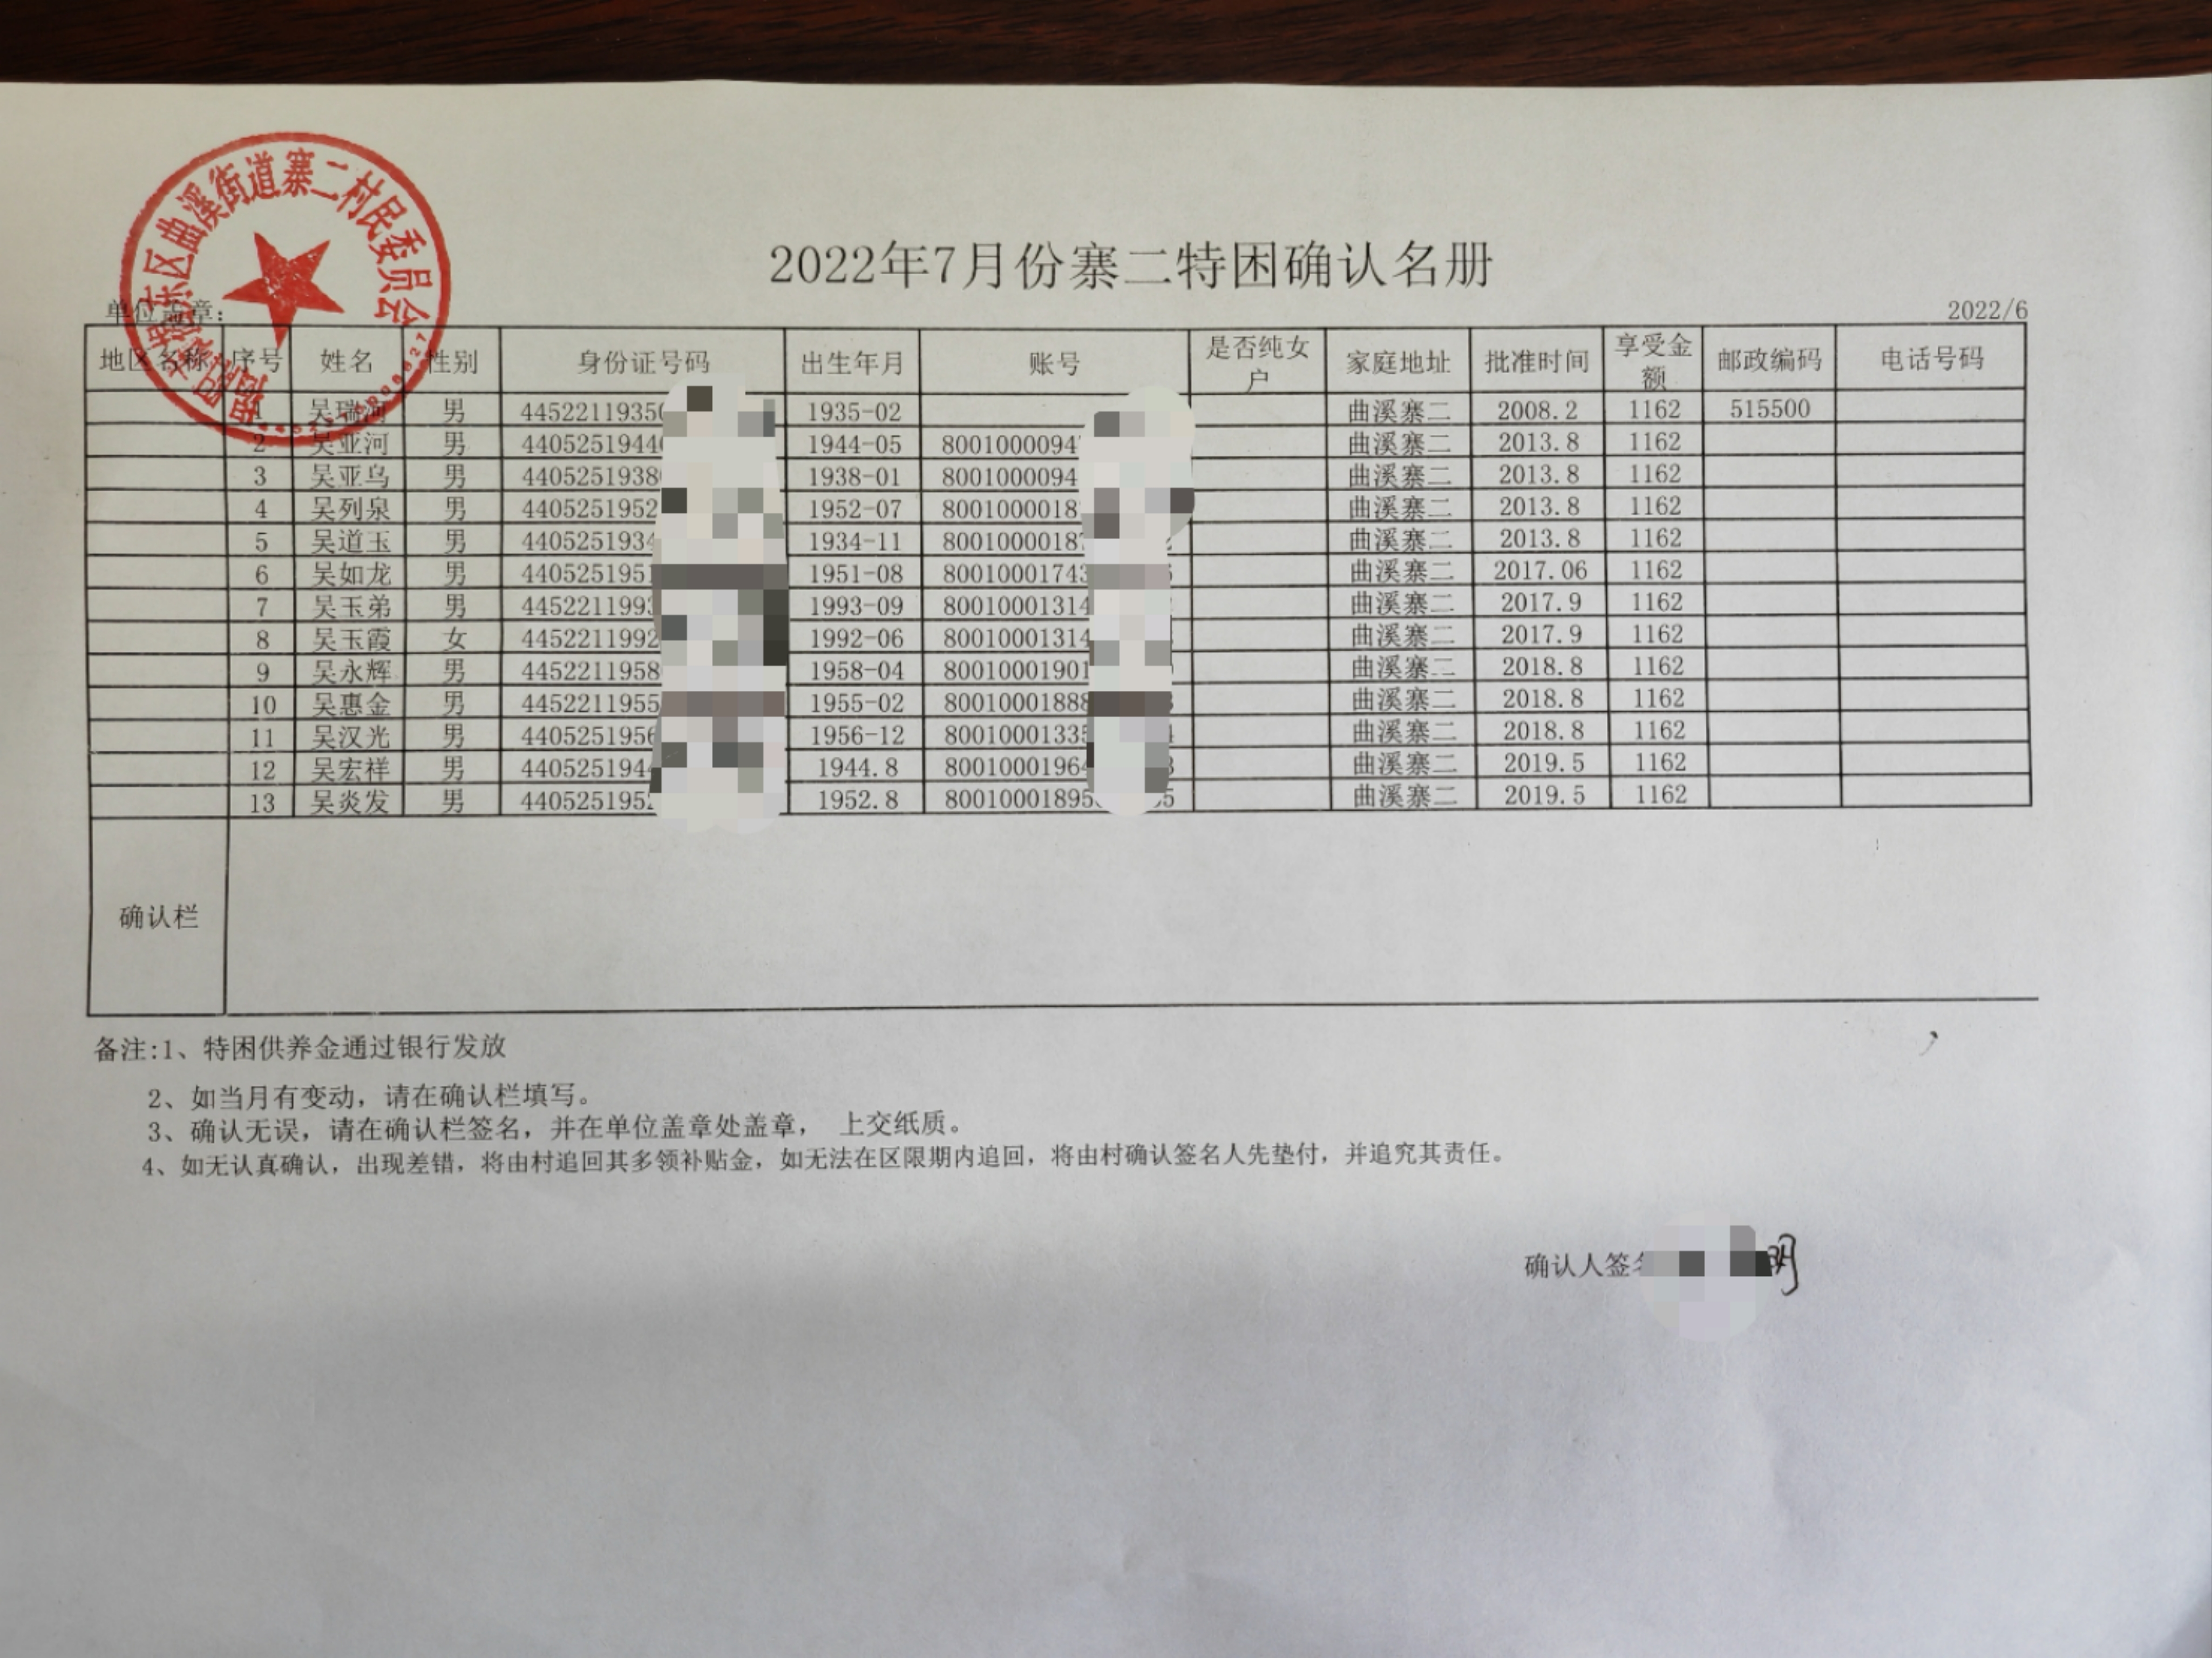 揭东区曲溪街道寨二村民委员会
2022年7月份寨二特困确认名册
单位盖章:
2022/6
地区名称 序号 姓名 性别 身份证号码 出生年月 账号 是否纯女户 家庭地址 批准时间 享受金额 邮政编码 电话号码
1 吴瑞河 男 44522119350 1935-02 曲溪寨二 2008.2 1162 515500
2 吴亚河 男 4405251944 1944-05 8001000094 曲溪寨二 2013.8 1162
3 吴亚乌 男 4405251938 1938-01 8001000094 曲溪寨二 2013.8 1162
4 吴列泉 男 4405251952 1952-07 8001000018 曲溪寨二 2013.8 1162
5 吴道玉 男 4405251934 1934-11 8001000018 曲溪寨二 2013.8 1162
6 吴如龙 男 4405251951 1951-08 80010001743 曲溪寨二 2017.06 1162
7 吴玉弟 男 4452211993 1993-09 80010001314 曲溪寨二 2017.9 1162
8 吴玉霞 女 4452211992 1992-06 80010001314 曲溪寨二 2017.9 1162
9 吴永辉 男 4452211958 1958-04 80010001901 曲溪寨二 2018.8 1162
10 吴惠金 男 4452211955 1955-02 80010001888 曲溪寨二 2018.8 1162
11 吴汉光 男 4405251956 1956-12 80010001335 曲溪寨二 2018.8 1162
12 吴宏祥 男 4405251944 1944.8 80010001964 曲溪寨二 2019.5 1162
13 吴炎发 男 4405251952 1952.8 80010001895 曲溪寨二 2019.5 1162
确认栏
备注:1、特困供养金通过银行发放
2、如当月有变动，请在确认栏填写。
3、确认无误，请在确认栏签名，并在单位盖章处盖章， 上交纸质。
4、如无认真确认，出现差错，将由村追回其多领补贴金，如无法在区限期内追回，将由村确认签名人先垫付，并追究其责任。
确认人签名